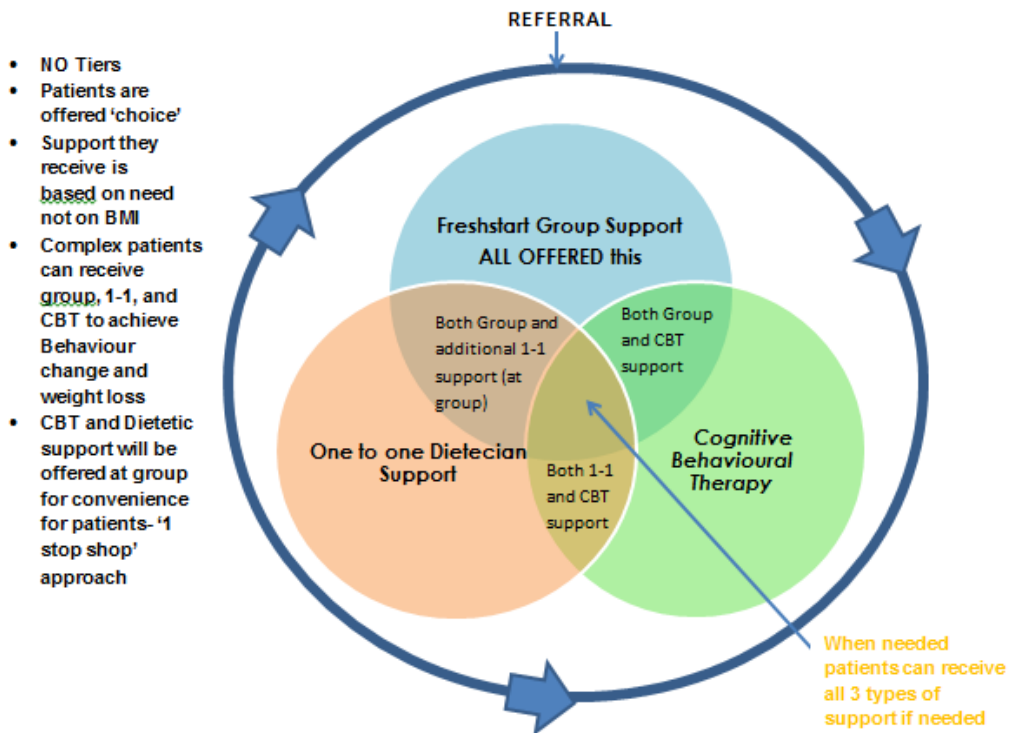 REFERRAL
• NO Tiers
• Patients are
offered ‘choice’
• Support they
receive is
based on need
not on BMI
• Complex patients
can receive
group, 1-1, and
CBT to achieve
Behaviour
change and
weight loss
• CBT and Dietetic
support will be
offered at group
for convenience
for patients- ‘1
stop shop’
approach
Freshstart Group Support
ALL OFFERED this
Both Group and
additional 1-1
support (at
group)
Both Group
and CBT
support
One to one Dietecian
Support
Both 1-1
and CBT
support
Cognitive
Behavioural
Therapy
When needed
patients can receive
all 3 types of
support if needed